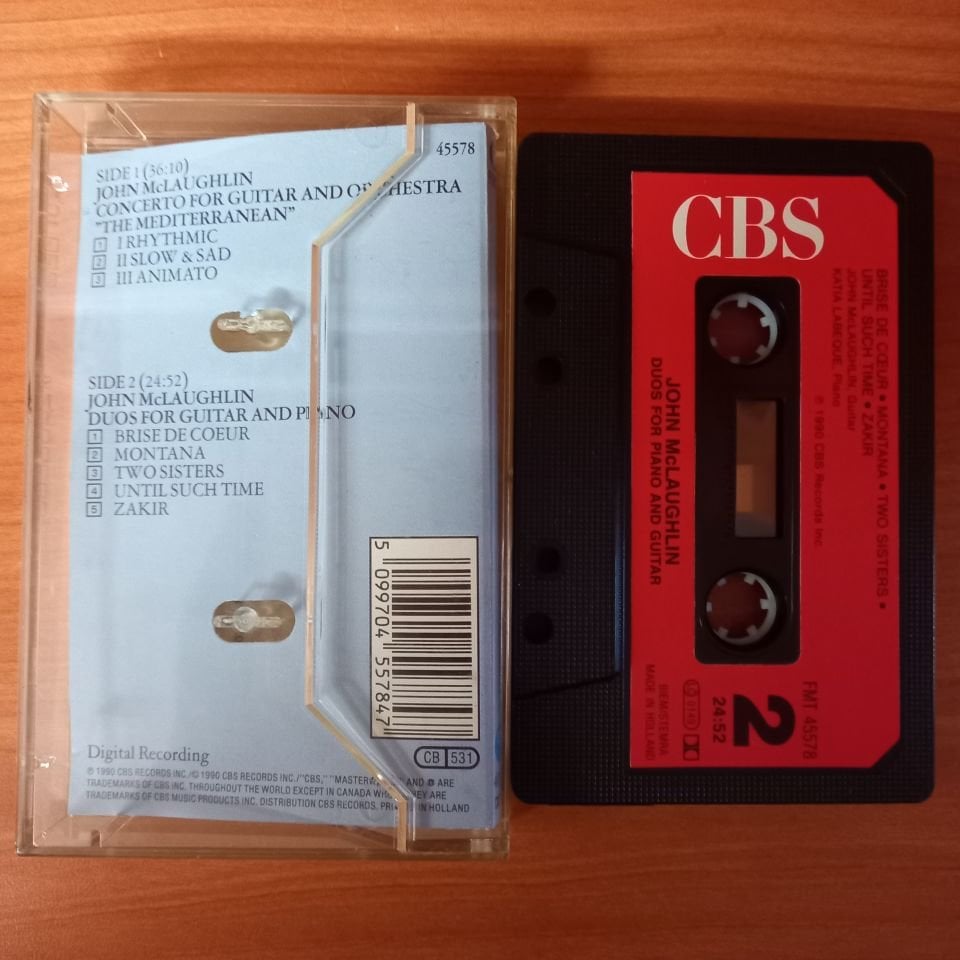 45578
SIDE 1 (36:10)
JOHN McLAUGHLIN
CONCERTO FOR GUITAR AND ORCHESTRA
"THE MEDITERRANEAN"
1 I RHYTHMIC
2 II SLOW & SAD
3 III ANIMATO
SIDE 2 (24:52)
JOHN McLAUGHLIN
DUOS FOR GUITAR AND PIANO
1 BRISE DE COEUR
2 MONTANA
3 TWO SISTERS
4 UNTIL SUCH TIME
5 ZAKIR
5 099704 557847
CB 531
Digital Recording
℗ 1990 CBS RECORDS INC./© 1990 CBS RECORDS INC./"CBS," "MASTERWORKS" AND ARE
TRADEMARKS OF CBS INC. THROUGHOUT THE WORLD EXCEPT IN CANADA WHERE THEY ARE
TRADEMARKS OF CBS MUSIC PRODUCTS INC. DISTRIBUTION CBS RECORDS. PRINTED IN HOLLAND
CBS
BRISE DE CŒUR • MONTANA • TWO SISTERS •
UNTIL SUCH TIME • ZAKIR
JOHN McLAUGHLIN Guitar
KATIA LABEQUE, Piano
℗ 1990 CBS Records Inc.
JOHN McLAUGHLIN
DUOS FOR PIANO AND GUITAR
FMT 45578
2
24:52
LC 0149
BIEM/STEMRA
MADE IN HOLLAND